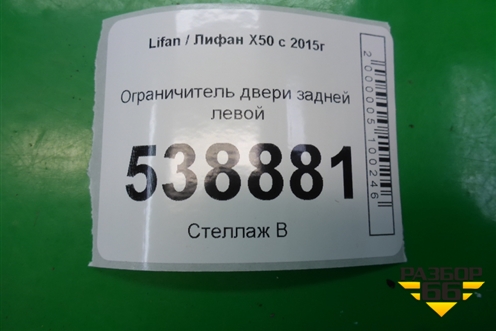 Lifan / Лифан X50 с 2015г
Ограничитель двери задней
левой
538881
Стеллаж В
2000005100246
РАЗБОР
66